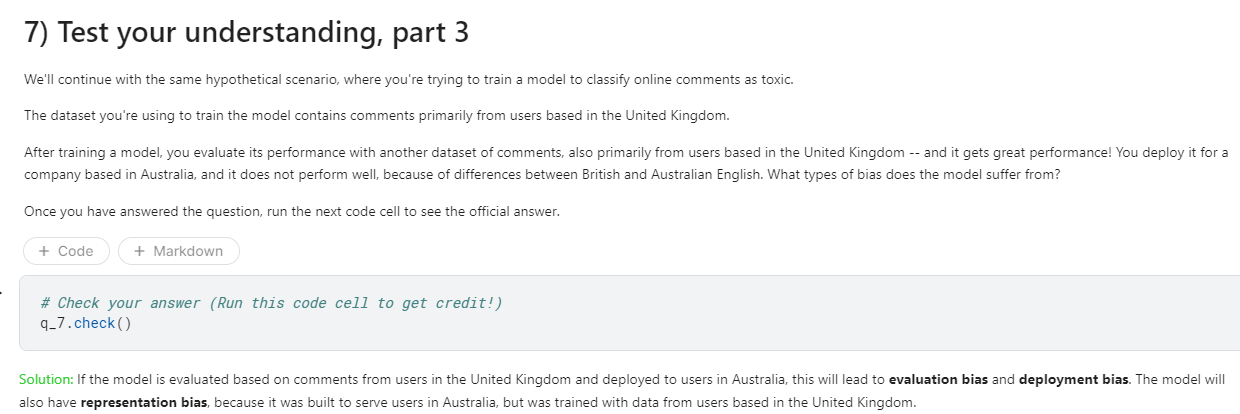 7) Test your understanding, part 3
We'll continue with the same hypothetical scenario, where you're trying to train a model to classify online comments as toxic.
The dataset you're using to train the model contains comments primarily from users based in the United Kingdom.
After training a model, you evaluate its performance with another dataset of comments, also primarily from users based in the United Kingdom -- and it gets great performance! You deploy it for a
company based in Australia, and it does not perform well, because of differences between British and Australian English. What types of bias does the model suffer from?
Once you have answered the question, run the next code cell to see the official answer.
+ Code + Markdown
# Check your answer (Run this code cell to get credit!)
q_7.check()
Solution: If the model is evaluated based on comments from users in the United Kingdom and deployed to users in Australia, this will lead to evaluation bias and deployment bias. The model will
also have representation bias, because it was built to serve users in Australia, but was trained with data from users based in the United Kingdom.